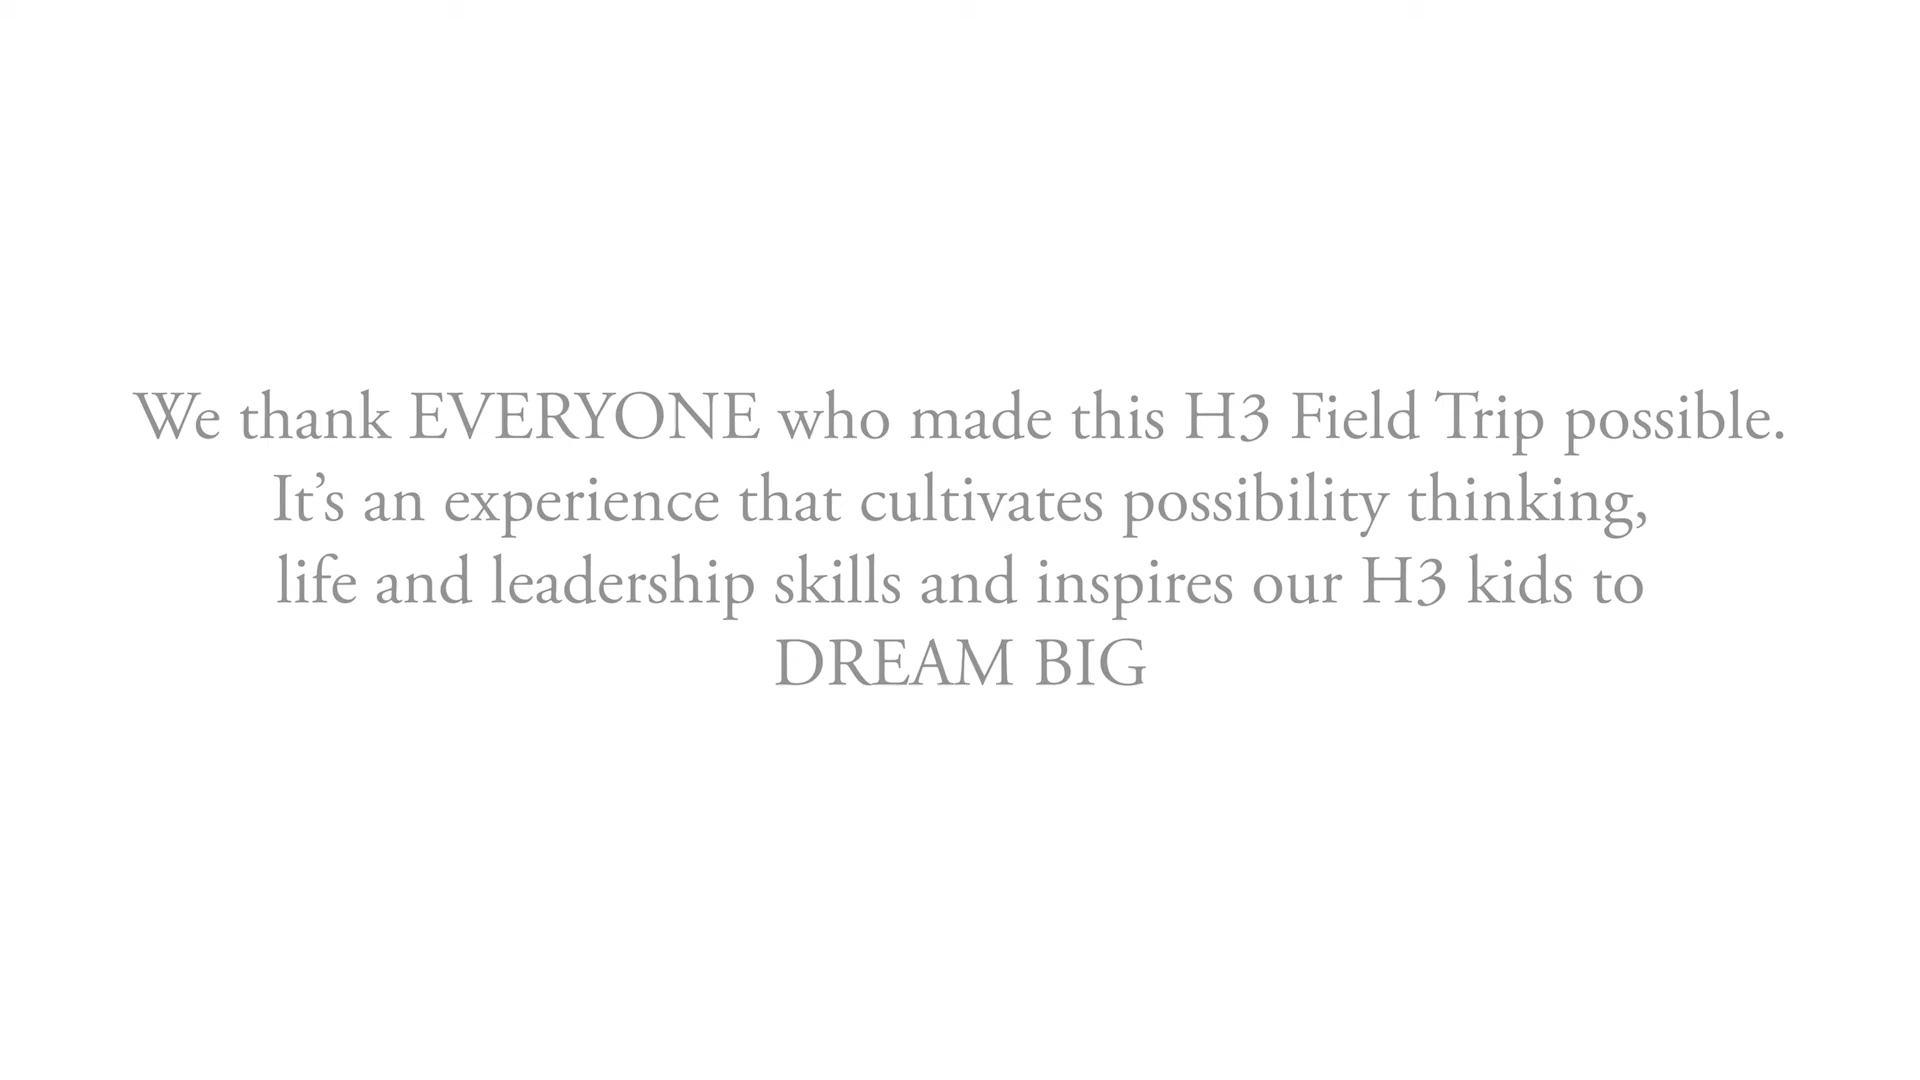 We thank EVERYONE who made this H3 Field Trip possible.
It’s an experience that cultivates possibility thinking,
life and leadership skills and inspires our H3 kids to
DREAM BIG